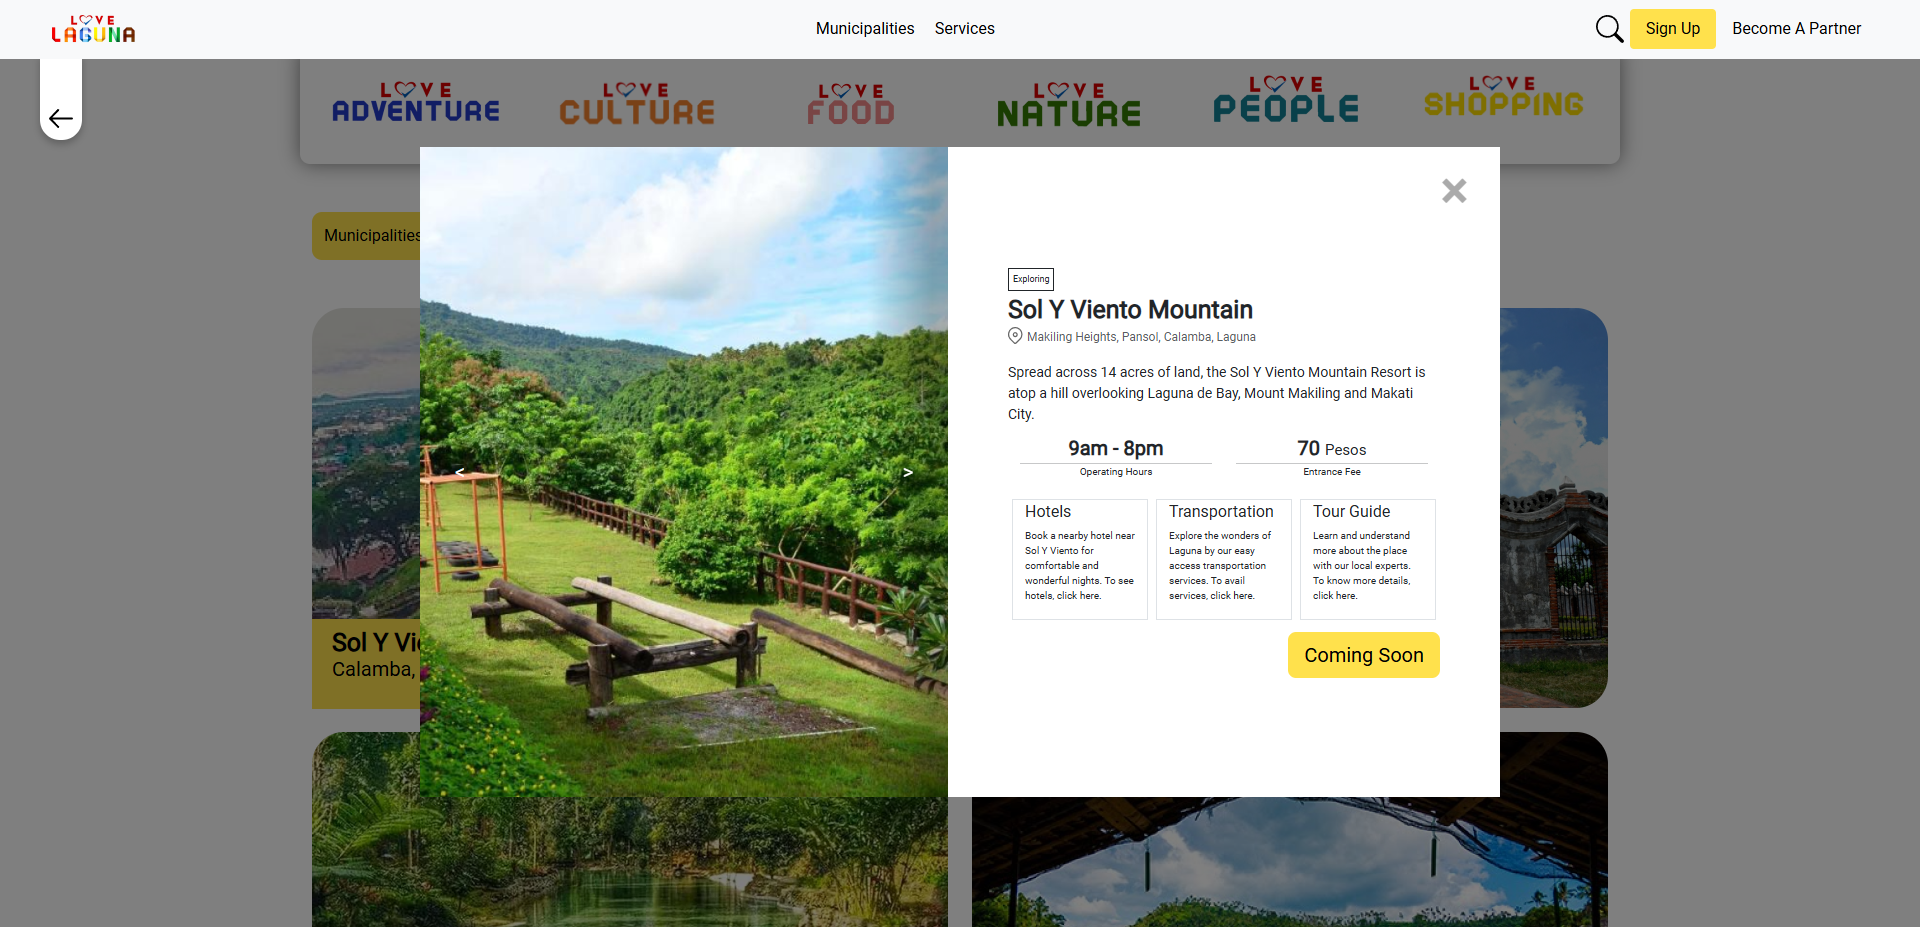 LOVE
LAGUNA
Municipalities
Services
Sign Up
Become A Partner
LOVE
ADVENTURE
LOVE
CULTURE
LOVE
FOOD
LOVE
NATURE
LOVE
PEOPLE
LOVE
SHOPPING
Municipalities
Sol Y Vie
Calamba,
<
>
Exploring
Sol Y Viento Mountain
Makiling Heights, Pansol, Calamba, Laguna
Spread across 14 acres of land, the Sol Y Viento Mountain Resort is
atop a hill overlooking Laguna de Bay, Mount Makiling and Makati
City.
9am - 8pm
Operating Hours
70 Pesos
Entrance Fee
Hotels
Book a nearby hotel near
Sol Y Viento for
comfortable and
wonderful nights. To see
hotels, click here.
Transportation
Explore the wonders of
Laguna by our easy
access transportation
services. To avail
services, click here.
Tour Guide
Learn and understand
more about the place
with our local experts.
To know more details,
click here.
Coming Soon